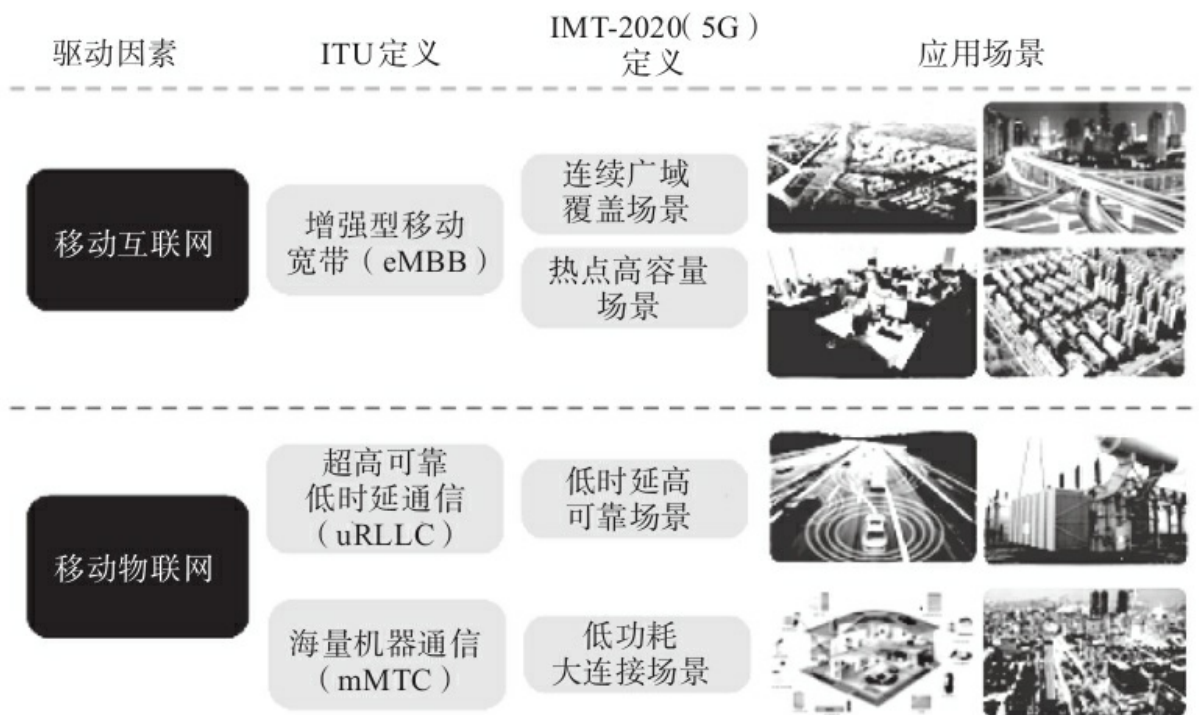 驱动因素
ITU定义
IMT-2020(5G)
定义
应用场景
移动互联网
增强型移动
宽带(eMBB)
连续广域
覆盖场景
热点高容量
场景
移动物联网
超高可靠
低时延通信
(uRLLC)
低时延高
可靠场景
海量机器通信
(mMTC)
低功耗
大连接场景